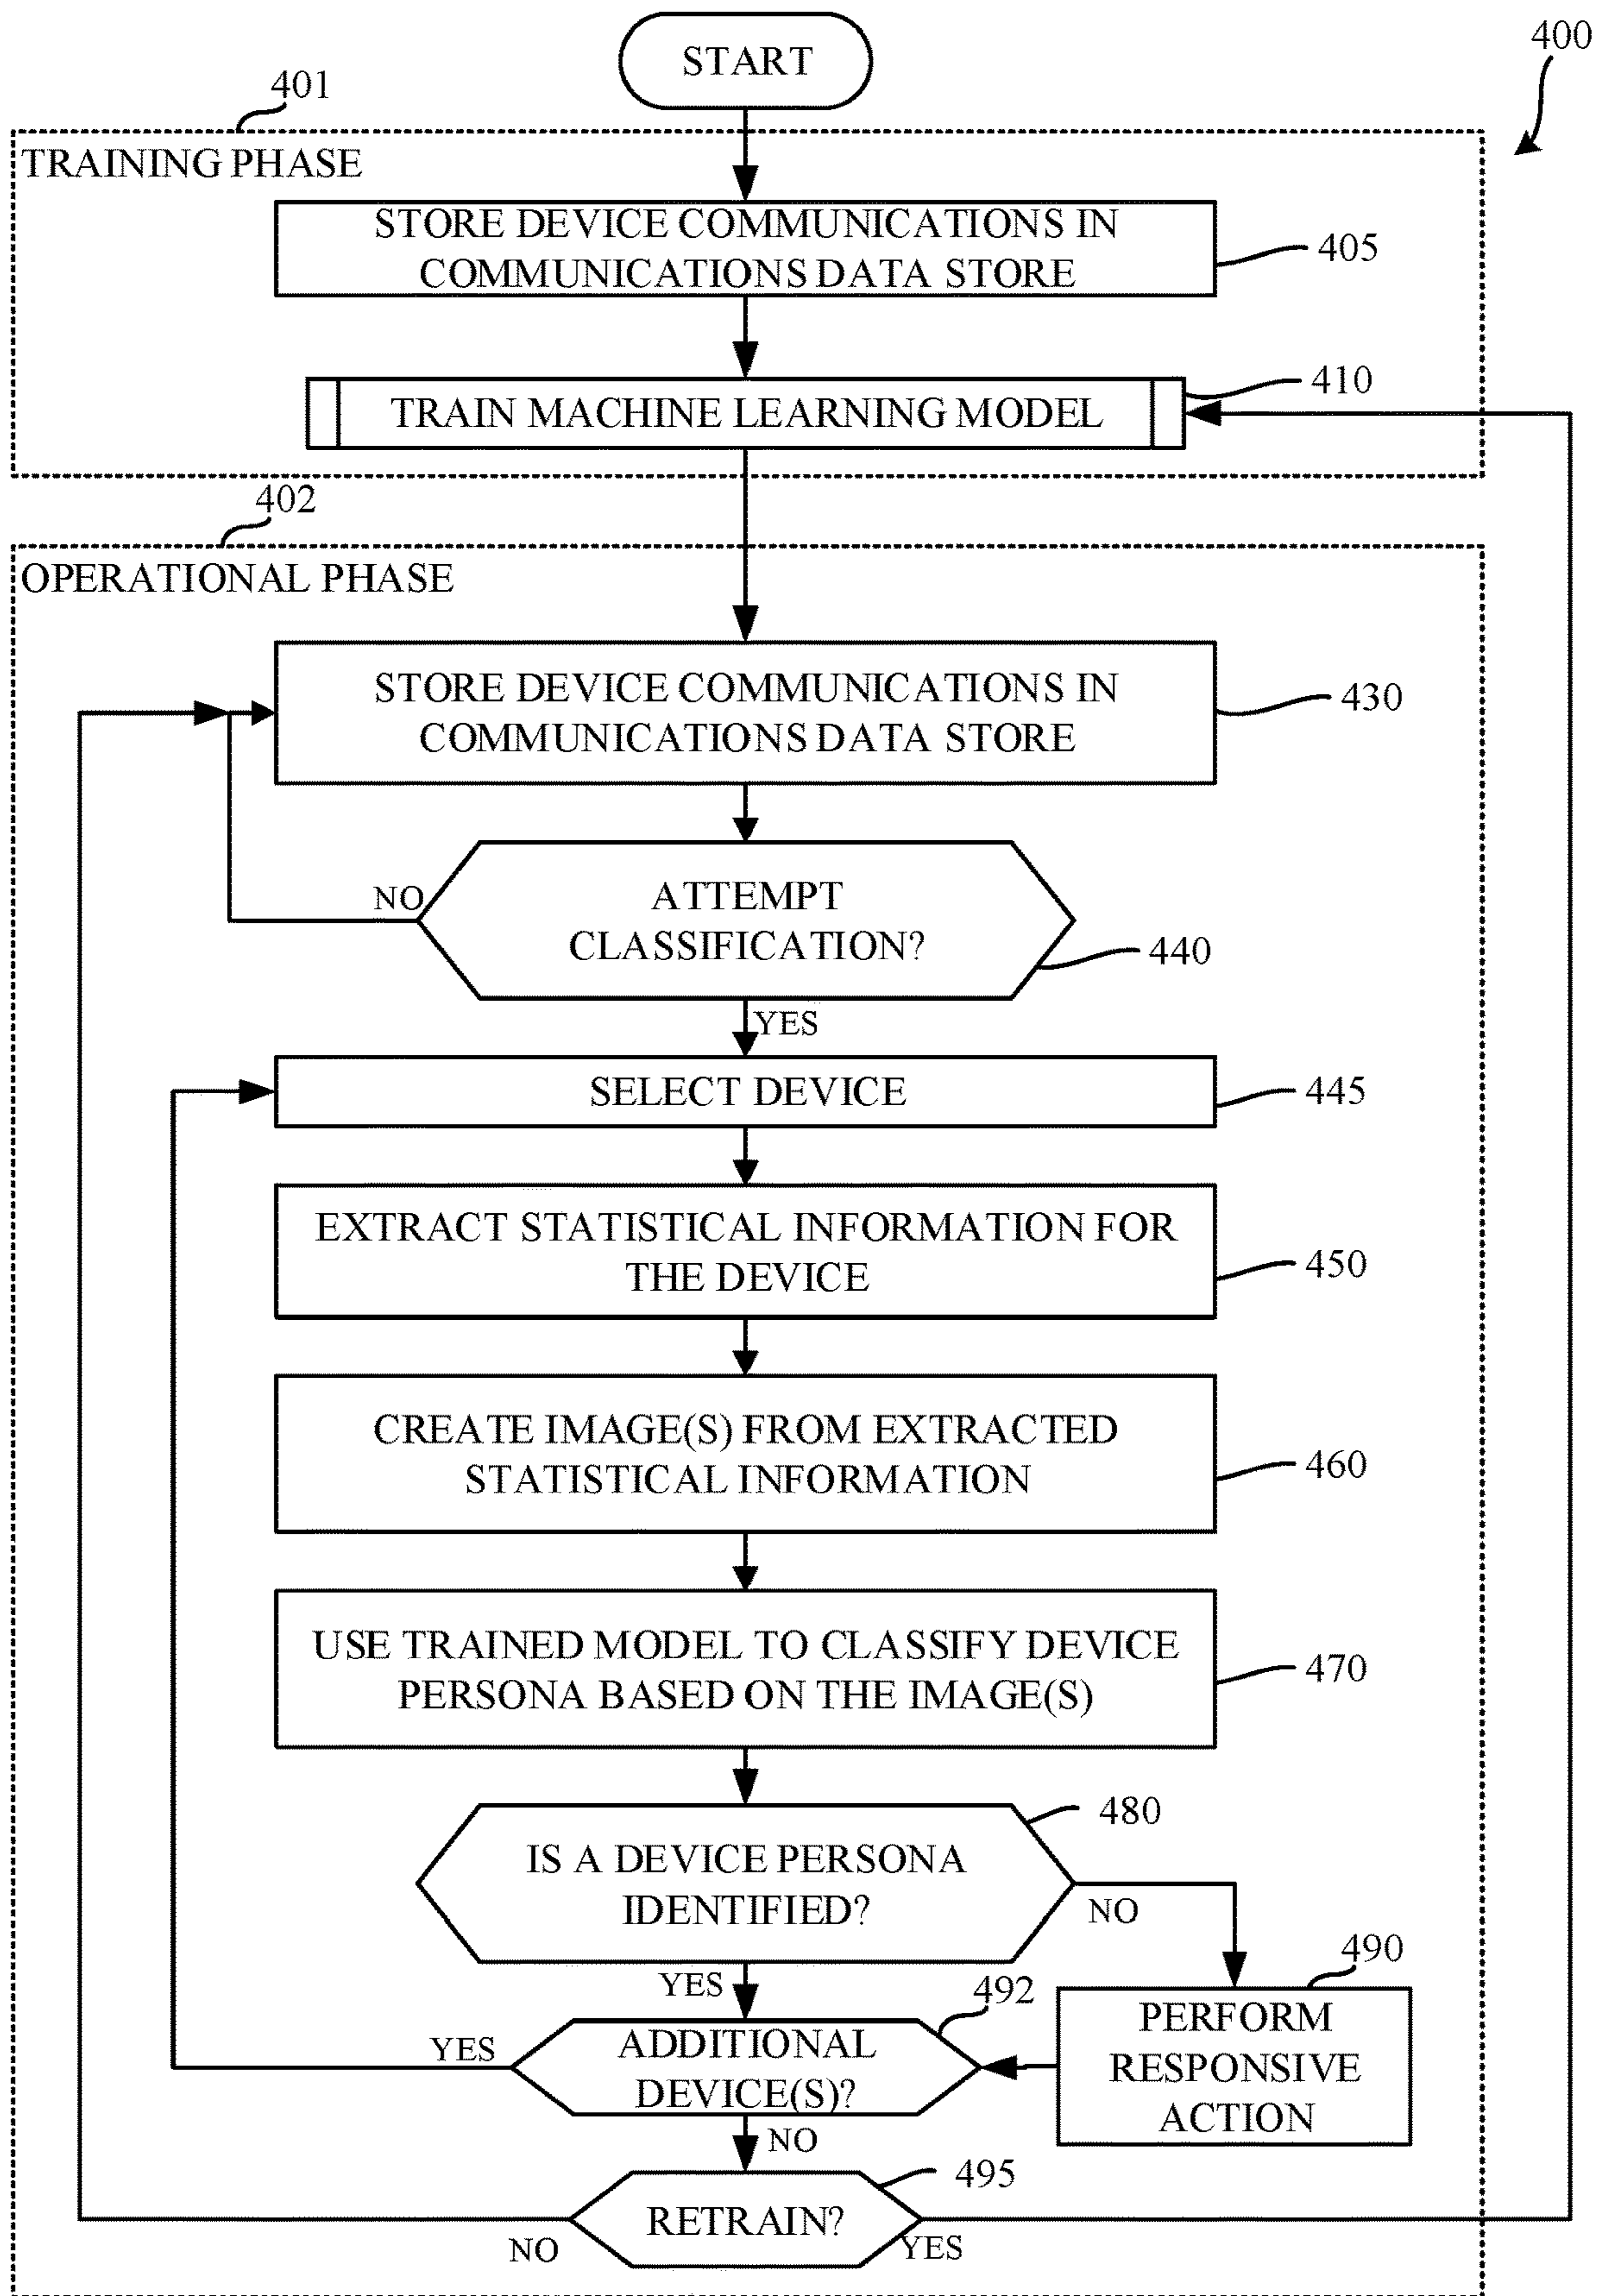 START
400
401
TRAINING PHASE
STORE DEVICE COMMUNICATIONS IN
COMMUNICATIONS DATA STORE
405
TRAIN MACHINE LEARNING MODEL
410
402
OPERATIONAL PHASE
STORE DEVICE COMMUNICATIONS IN
COMMUNICATIONS DATA STORE
430
NO
ATTEMPT
CLASSIFICATION?
440
YES
SELECT DEVICE
445
EXTRACT STATISTICAL INFORMATION FOR
THE DEVICE
450
CREATE IMAGE(S) FROM EXTRACTED
STATISTICAL INFORMATION
460
USE TRAINED MODEL TO CLASSIFY DEVICE
PERSONA BASED ON THE IMAGE(S)
470
480
IS A DEVICE PERSONA
IDENTIFIED?
NO
YES
490
PERFORM
RESPONSIVE
ACTION
492
YES
ADDITIONAL
DEVICE(S)?
NO
495
RETRAIN?
NO
YES